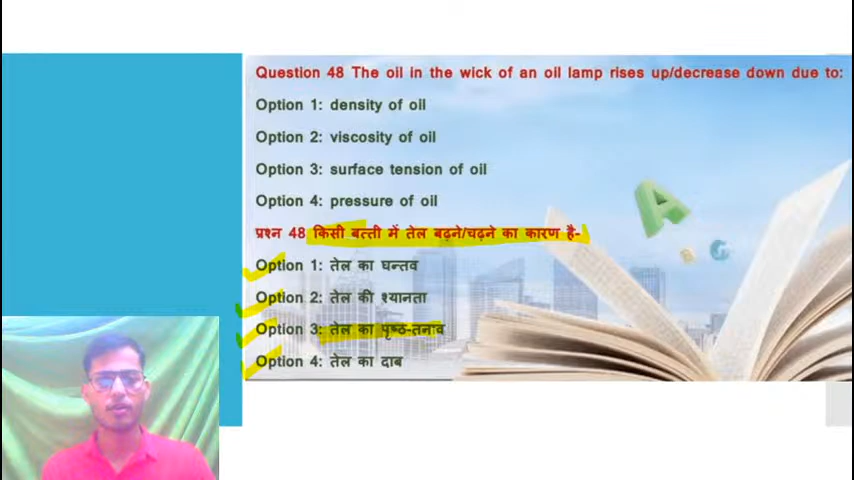 Question 48 The oil in the wick of an oil lamp rises up/decrease down due to:
Option 1: density of oil
Option 2: viscosity of oil
Option 3: surface tension of oil
Option 4: pressure of oil
प्रश्न 48 किसी बत्ती में तेल बढ़ने/चढ़ने का कारण है-
Option 1: तेल का घन्तव
Option 2: तेल की श्यानता
Option 3: तेल का पृष्ठ-तनाव
Option 4: तेल का दाब
A
G